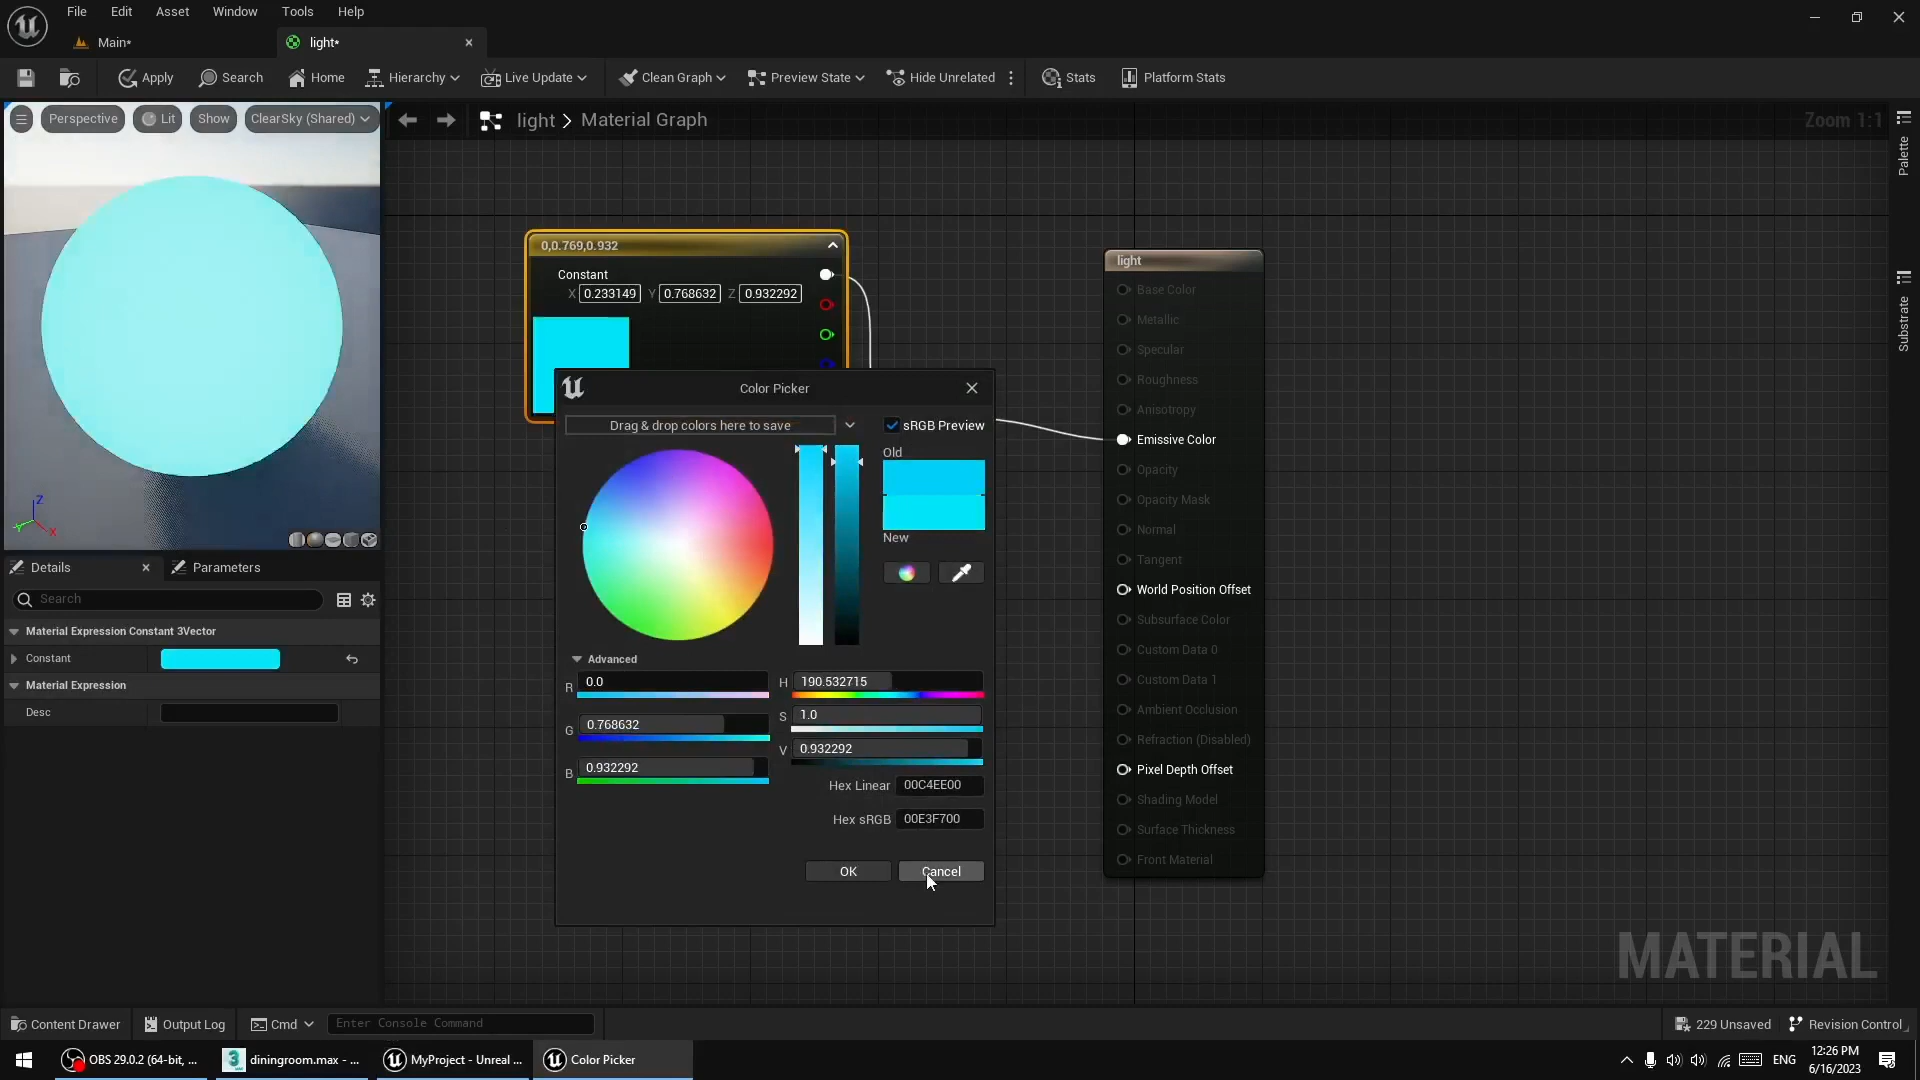 File Edit Asset Window Tools Help
Main* light*
Apply Search Home Hierarchy Live Update Clean Graph Preview State Hide Unrelated Stats Platform Stats
Perspective Lit Show ClearSky (Shared)
light > Material Graph
Zoom 1:1
Palette
Substrate
0,0.769,0.932
Constant
X 0.233149 Y 0.768632 Z 0.932292
light
Base Color
Metallic
Specular
Roughness
Anisotropy
Emissive Color
Opacity
Opacity Mask
Normal
Tangent
World Position Offset
Subsurface Color
Custom Data 0
Custom Data 1
Ambient Occlusion
Refraction (Disabled)
Pixel Depth Offset
Shading Model
Surface Thickness
Front Material
Color Picker
Drag & drop colors here to save
sRGB Preview
Old
New
Advanced
R 0.0
G 0.768632
B 0.932292
H 190.532715
S 1.0
V 0.932292
Hex Linear 00C4EE00
Hex sRGB 00E3F700
OK Cancel
Z
Y
X
Details Parameters
Search
Material Expression Constant 3Vector
Constant
Material Expression
Desc
MATERIAL
Content Drawer Output Log Cmd Enter Console Command 229 Unsaved Revision Control
OBS 29.0.2 (64-bit, ... diningroom.max - ... MyProject - Unreal ... Color Picker
ENG 12:26 PM
6/16/2023